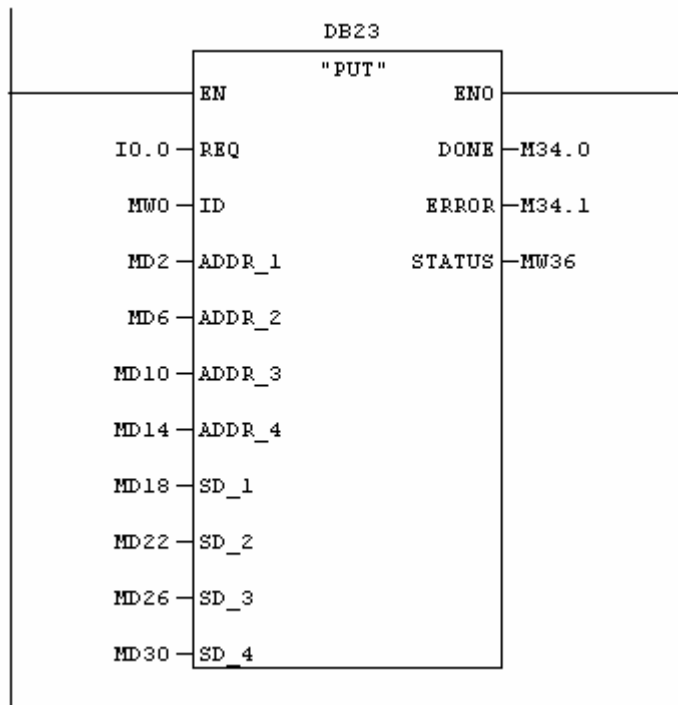 DB23
"PUT"
EN ENO
I0.0 REQ DONE M34.0
MW0 ID ERROR M34.1
MD2 ADDR_1 STATUS MW36
MD6 ADDR_2
MD10 ADDR_3
MD14 ADDR_4
MD18 SD_1
MD22 SD_2
MD26 SD_3
MD30 SD_4